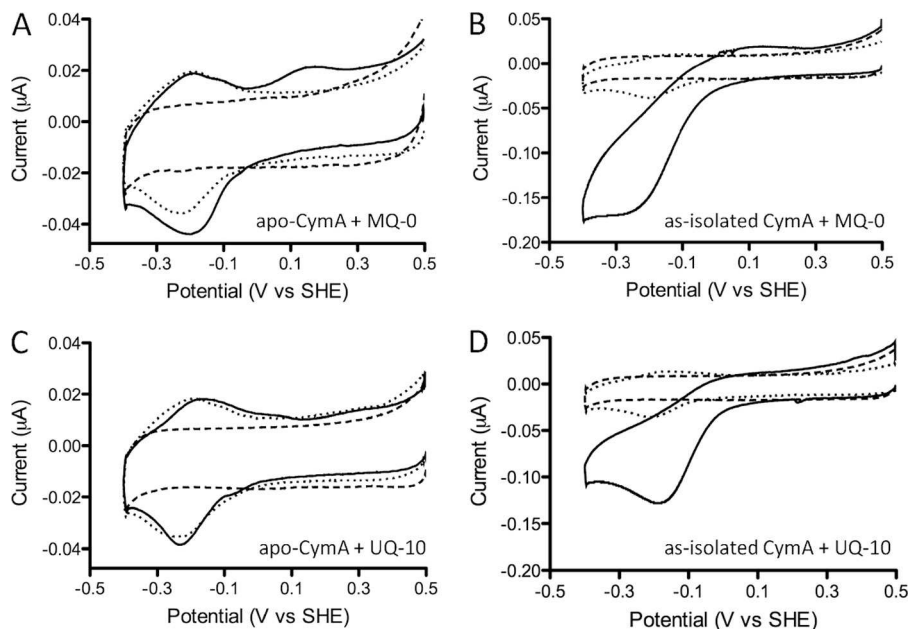 A
0.04
0.02
0.00
-0.02
-0.04
Current (µA)
-0.5 -0.3 -0.1 0.1 0.3 0.5
Potential (V vs SHE)
apo-CymA + MQ-0
B
0.05
0.00
-0.05
-0.10
-0.15
-0.20
Current (µA)
-0.5 -0.3 -0.1 0.1 0.3 0.5
Potential (V vs SHE)
as-isolated CymA + MQ-0
C
0.04
0.02
0.00
-0.02
-0.04
Current (µA)
-0.5 -0.3 -0.1 0.1 0.3 0.5
Potential (V vs SHE)
apo-CymA + UQ-10
D
0.05
0.00
-0.05
-0.10
-0.15
-0.20
Current (µA)
-0.5 -0.3 -0.1 0.1 0.3 0.5
Potential (V vs SHE)
as-isolated CymA + UQ-10